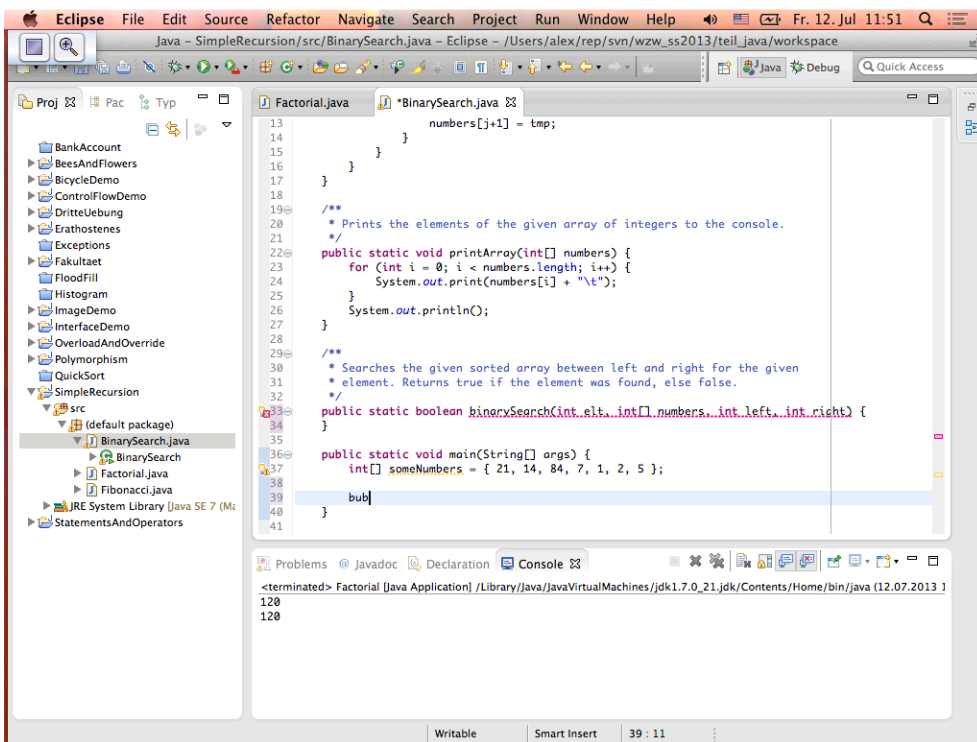 Eclipse File Edit Source Refactor Navigate Search Project Run Window Help Fr. 12. Jul 11:51
Java – SimpleRecursion/src/BinarySearch.java – Eclipse – /Users/alex/rep/svn/wzw_ss2013/teil_java/workspace
Java Debug Quick Access
Proj Pac Typ
BankAccount
BeesAndFlowers
BicycleDemo
ControlFlowDemo
DritteUebung
Erathostenes
Exceptions
Fakultaet
FloodFill
Histogram
ImageDemo
InterfaceDemo
OverloadAndOverride
Polymorphism
QuickSort
SimpleRecursion
src
(default package)
BinarySearch.java
BinarySearch
Factorial.java
Fibonacci.java
JRE System Library [Java SE 7 (Ma
StatementsAndOperators
Factorial.java *BinarySearch.java
13 numbers[j+1] = tmp;
14 }
15 }
16 }
17 }
18
19 /**
20 * Prints the elements of the given array of integers to the console.
21 */
22 public static void printArray(int[] numbers) {
23 for (int i = 0; i < numbers.length; i++) {
24 System.out.print(numbers[i] + "\t");
25 }
26 System.out.println();
27 }
28
29 /**
30 * Searches the given sorted array between left and right for the given
31 * element. Returns true if the element was found, else false.
32 */
33 public static boolean binarySearch(int elt, int[] numbers, int left, int right) {
34 }
35
36 public static void main(String[] args) {
37 int[] someNumbers = { 21, 14, 84, 7, 1, 2, 5 };
38
39 bub
40 }
41
Problems @ Javadoc Declaration Console
<terminated> Factorial [Java Application] /Library/Java/JavaVirtualMachines/jdk1.7.0_21.jdk/Contents/Home/bin/java (12.07.2013 1
120
120
Writable Smart Insert 39 : 11